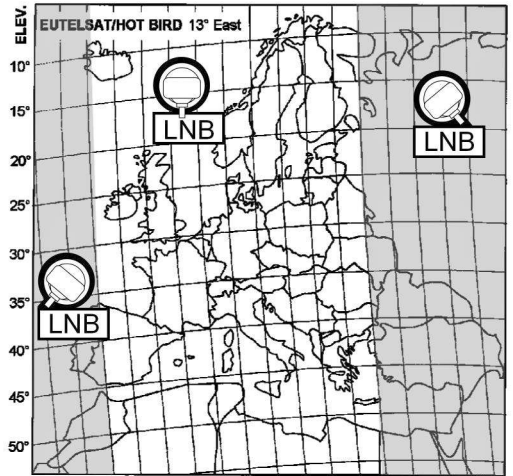 ELEV.
EUTELSAT/HOT BIRD 13° East
10°
15°
LNB
LNB
20°
25°
30°
LNB
35°
40°
45°
50°